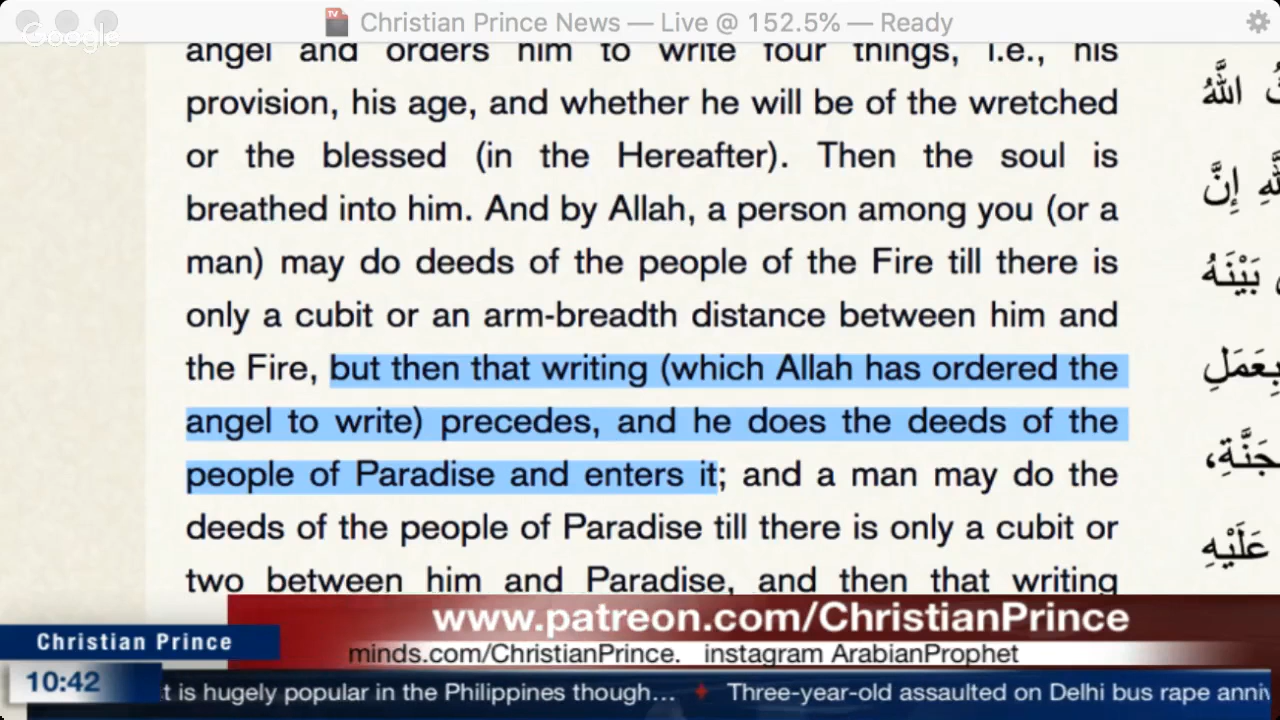 Google
Christian Prince News — Live @ 152.5% — Ready
angel and orders him to write four things, i.e., his
provision, his age, and whether he will be of the wretched
or the blessed (in the Hereafter). Then the soul is
breathed into him. And by Allah, a person among you (or a
man) may do deeds of the people of the Fire till there is
only a cubit or an arm-breadth distance between him and
the Fire, but then that writing (which Allah has ordered the
angel to write) precedes, and he does the deeds of the
people of Paradise and enters it; and a man may do the
deeds of the people of Paradise till there is only a cubit or
two between him and Paradise, and then that writing
اللَّهُ
إِنَّ
بَيْنَهُ
بِعَمَلِ
عَلَيْهِ
www.patreon.com/ChristianPrince
Christian Prince
minds.com/ChristianPrince. instagram ArabianProphet
10:42
is hugely popular in the Philippines though... Three-year-old assaulted on Delhi bus rape